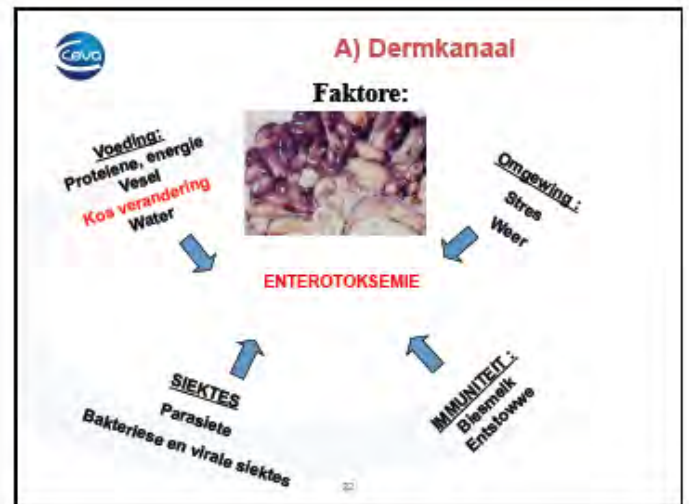 Ceva
A) Dermkanaal
Faktore:
Voeding:
Proteiene, energie
Vesel
Kos verandering
Water
Omgewing :
Stres
Weer
ENTEROTOKSEMIE
SIEKTES
Parasiete
Bakteriese en virale siektes
IMMUNITEIT :
Biesmelk
Entstowwe